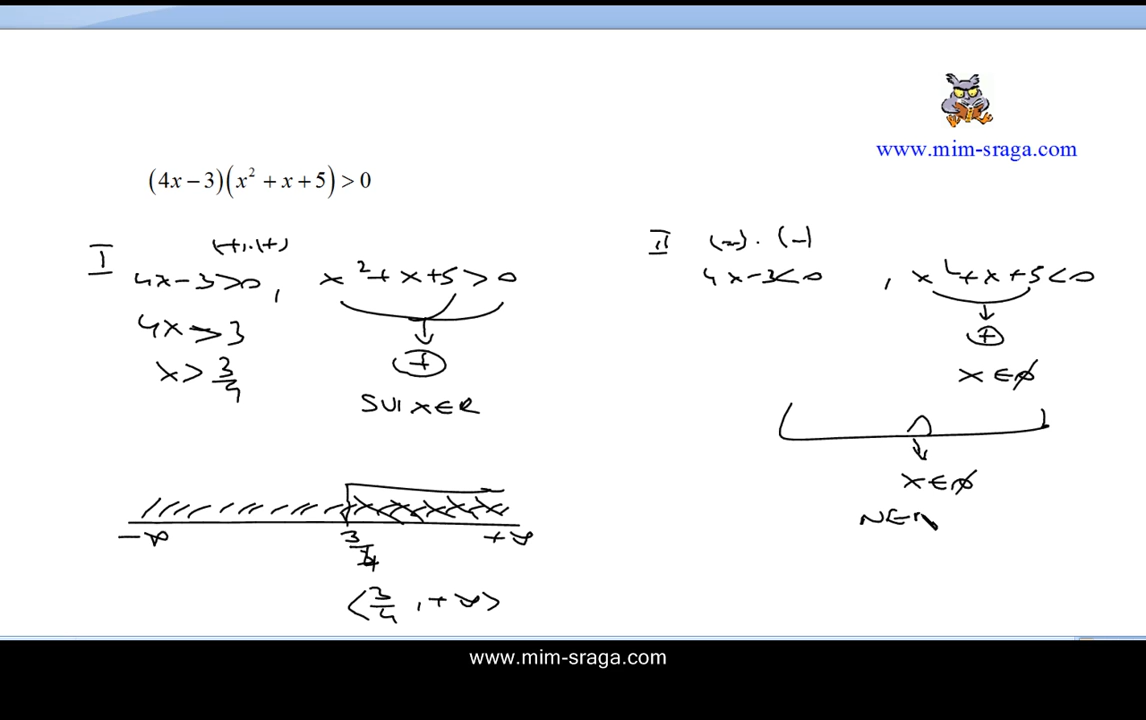 www.mim-sraga.com
(4x−3)(x²+x+5)>0
I (+)·(+)
4x-3>0, x²+x+5>0
4x>3
x>3/4
+
SVI X∈R
-∞ 3/4 +∞
<3/4, +∞>
II (-)·(-)
4x-3<0, x²+x+5<0
+
X∈∅
∩
X∈∅
www.mim-sraga.com